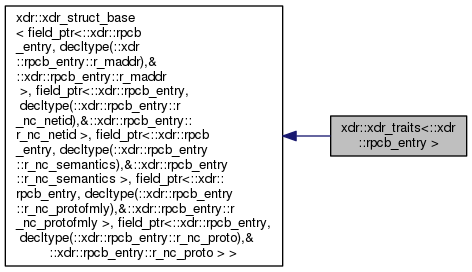 xdr::xdr_struct_base
< field_ptr<::xdr::rpcb
_entry, decltype(::xdr
::rpcb_entry::r_maddr),&
::xdr::rpcb_entry::r_maddr
>, field_ptr<::xdr::rpcb_entry,
decltype(::xdr::rpcb_entry::r
_nc_netid),&::xdr::rpcb_entry::
r_nc_netid >, field_ptr<::xdr::rpcb
_entry, decltype(::xdr::rpcb_entry
::r_nc_semantics),&::xdr::rpcb_entry
::r_nc_semantics >, field_ptr<::xdr::
rpcb_entry, decltype(::xdr::rpcb_entry
::r_nc_protofmly),&::xdr::rpcb_entry::r
_nc_protofmly >, field_ptr<::xdr::rpcb_entry,
decltype(::xdr::rpcb_entry::r_nc_proto),&
::xdr::rpcb_entry::r_nc_proto > >
xdr::xdr_traits<::xdr
::rpcb_entry >